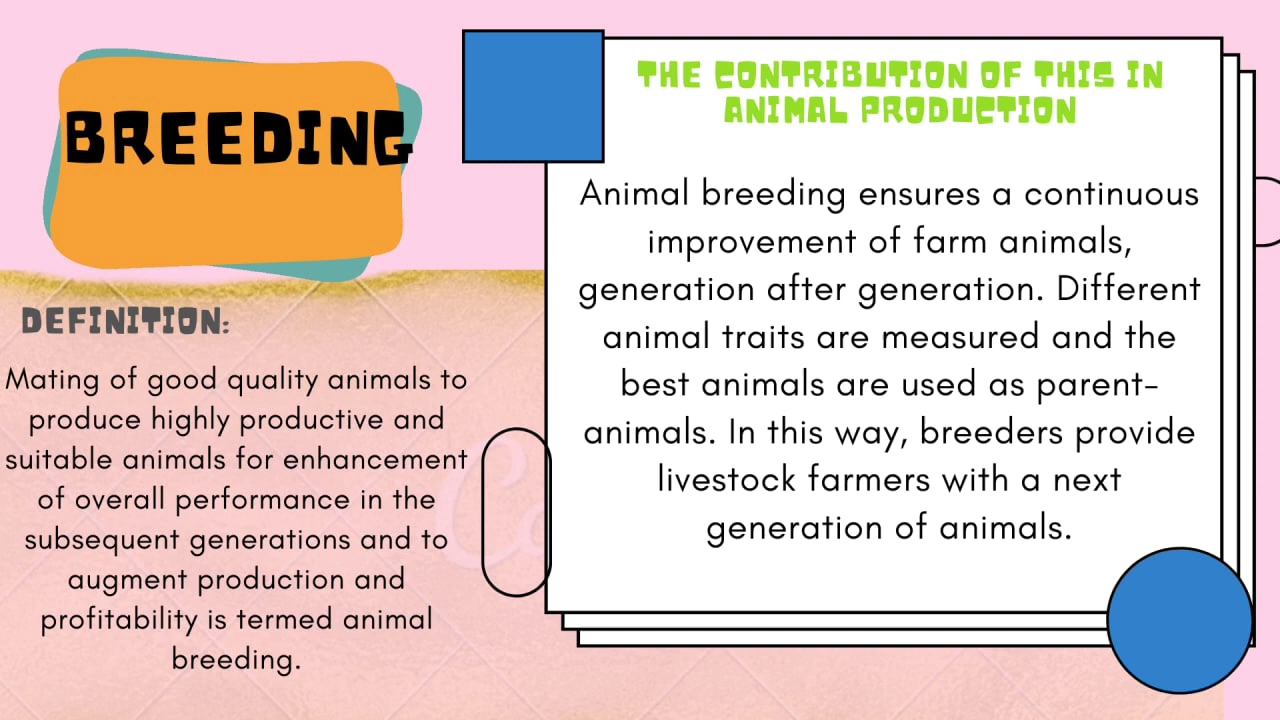 BREEDING
DEFINITION:
Mating of good quality animals to
produce highly productive and
suitable animals for enhancement
of overall performance in the
subsequent generations and to
augment production and
profitability is termed animal
breeding.
THE CONTRIBUTION OF THIS IN
ANIMAL PRODUCTION
Animal breeding ensures a continuous
improvement of farm animals,
generation after generation. Different
animal traits are measured and the
best animals are used as parent-
animals. In this way, breeders provide
livestock farmers with a next
generation of animals.